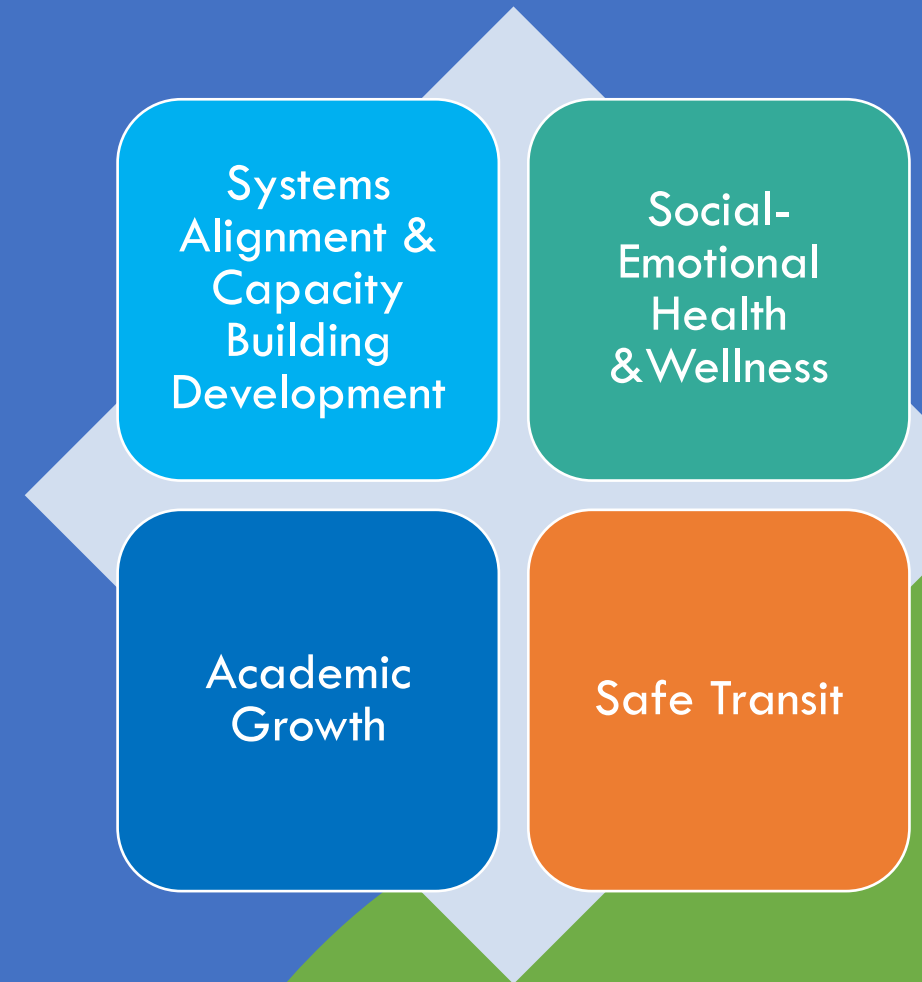 Systems
Alignment &
Capacity
Building
Development
Social-
Emotional
Health
&Wellness
Academic
Growth
Safe Transit